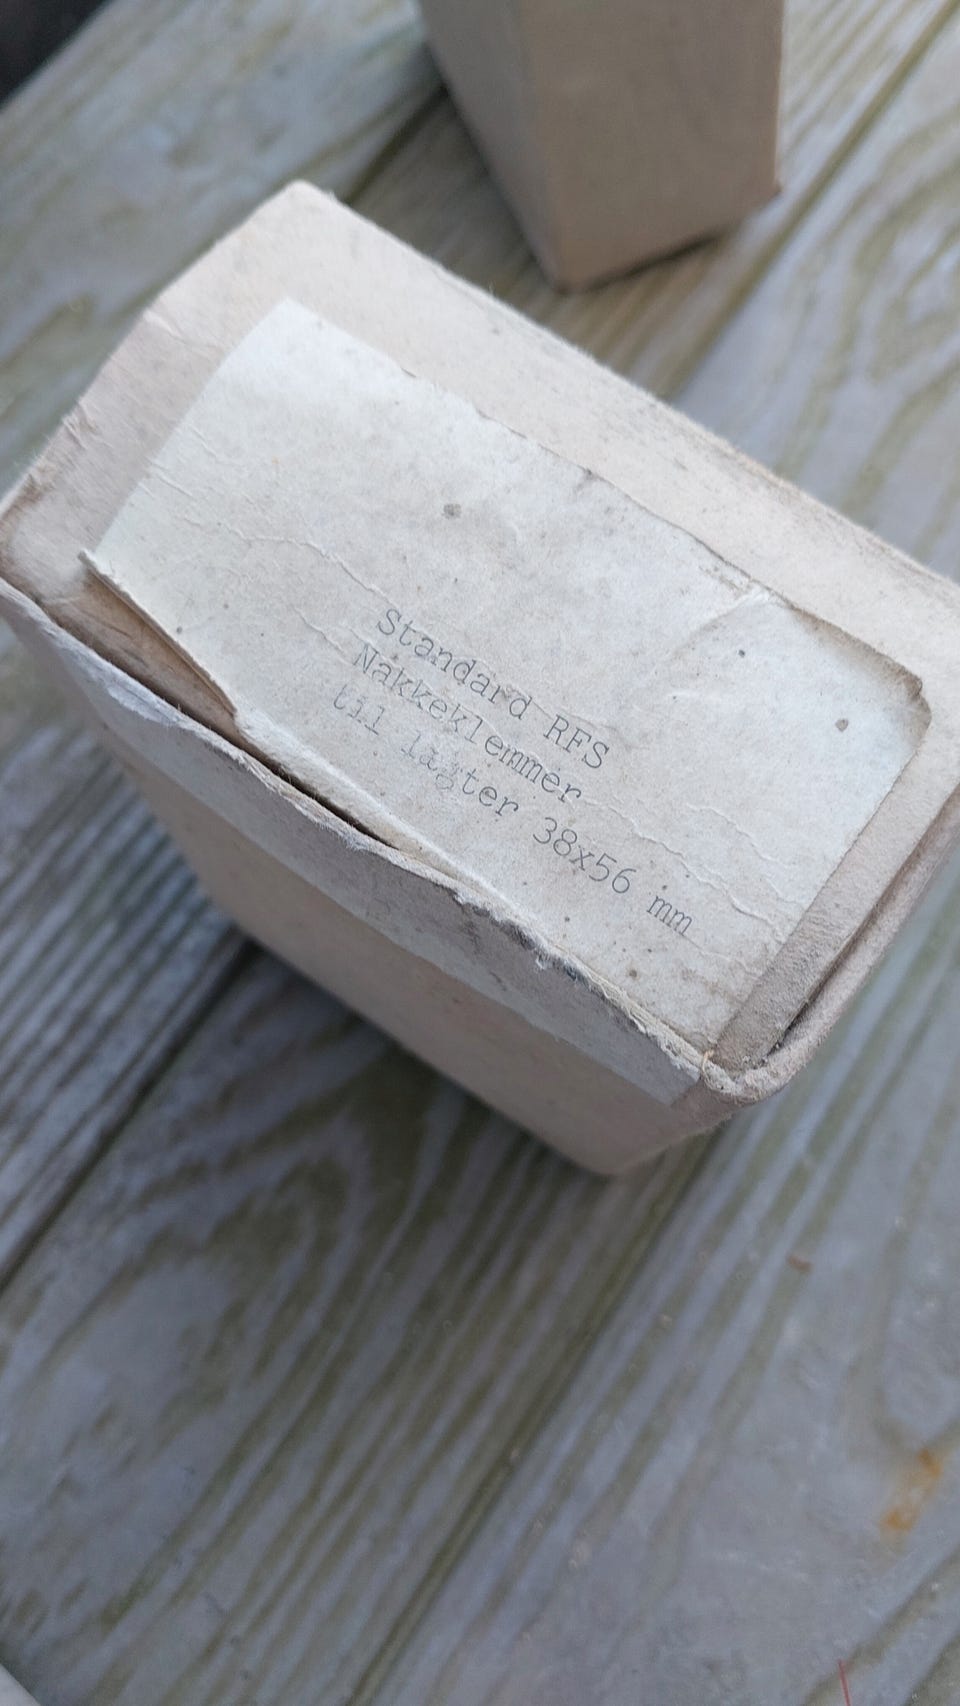 Standard RFS
Nakkeklemmer
til lægter 38x56 mm